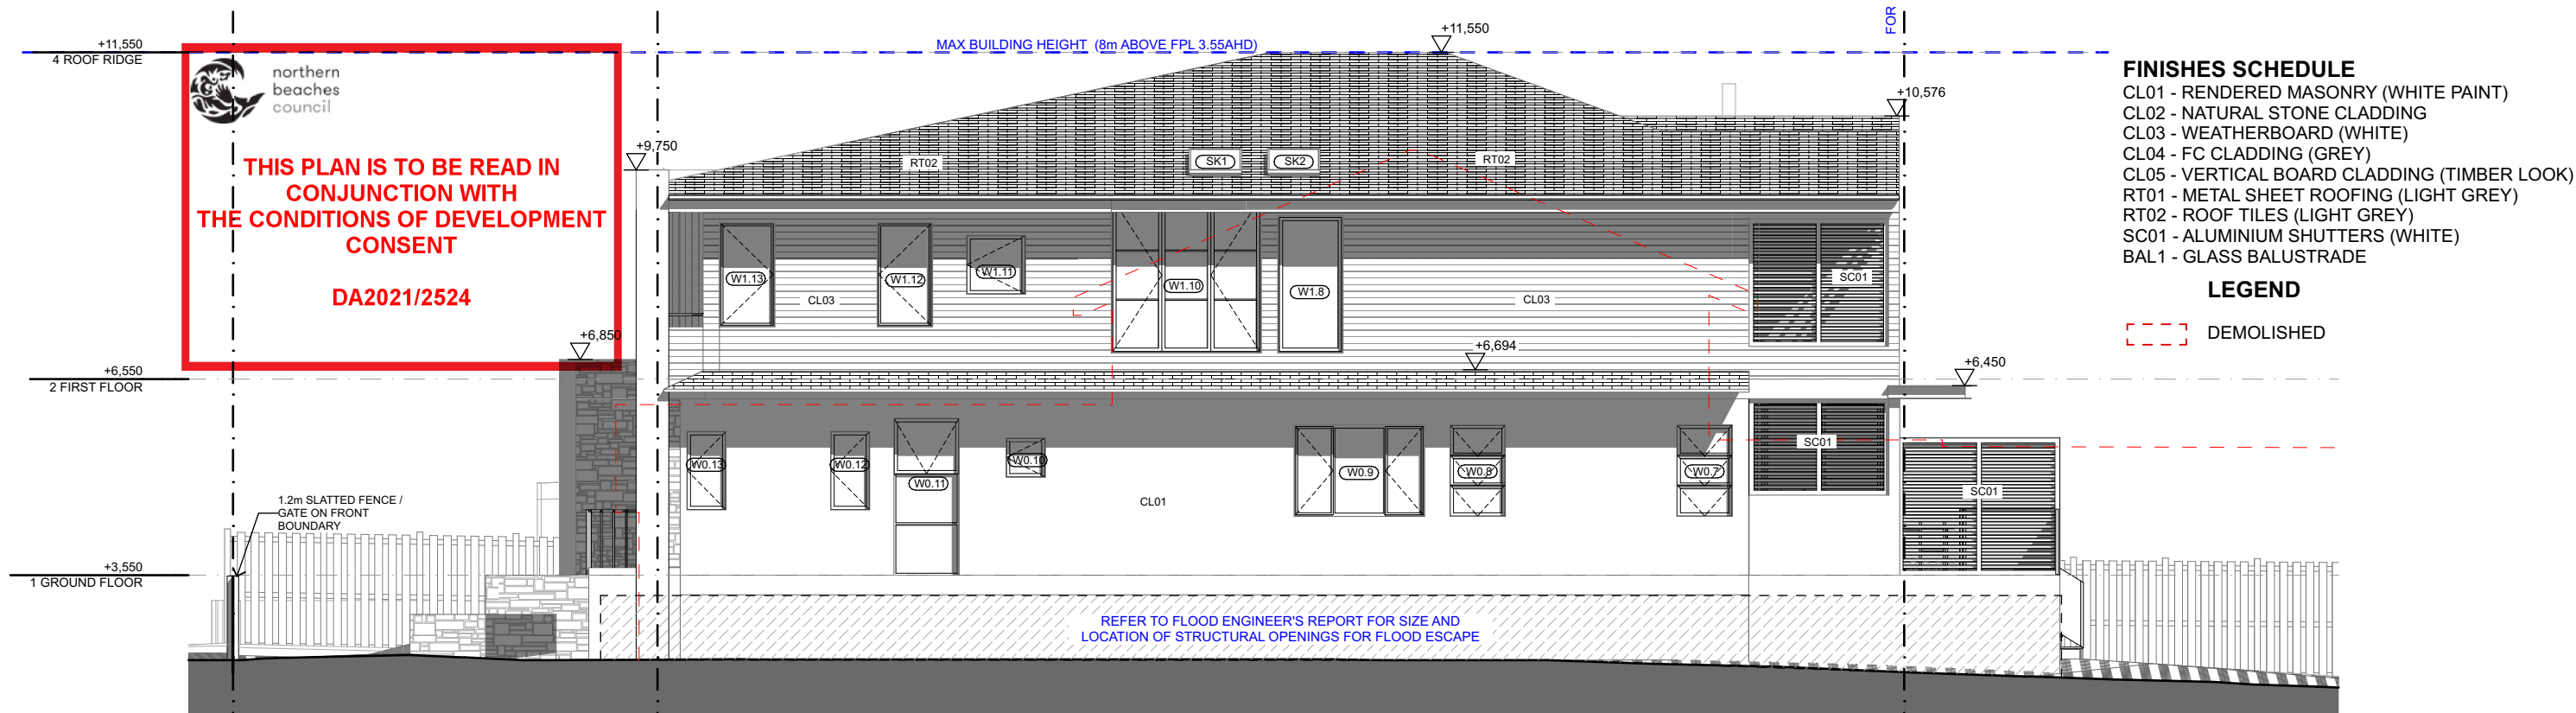 +11,550
4 ROOF RIDGE
northern
beaches
council
THIS PLAN IS TO BE READ IN
CONJUNCTION WITH
THE CONDITIONS OF DEVELOPMENT
CONSENT
DA2021/2524
MAX BUILDING HEIGHT (8m ABOVE FPL 3.55AHD)
+11,550
FOR
+10,576
+9,750
RT02
SK1
SK2
RT02
W1.13
CL03
W1.12
W1.11
W1.10
W1.8
CL03
SC01
+6,850
+6,550
2 FIRST FLOOR
+6,694
+6,450
W0.13
W0.12
W0.11
W0.10
CL01
W0.9
W0.8
W0.7
SC01
SC01
1.2m SLATTED FENCE /
GATE ON FRONT
BOUNDARY
+3,550
1 GROUND FLOOR
REFER TO FLOOD ENGINEER'S REPORT FOR SIZE AND
LOCATION OF STRUCTURAL OPENINGS FOR FLOOD ESCAPE
FINISHES SCHEDULE
CL01 - RENDERED MASONRY (WHITE PAINT)
CL02 - NATURAL STONE CLADDING
CL03 - WEATHERBOARD (WHITE)
CL04 - FC CLADDING (GREY)
CL05 - VERTICAL BOARD CLADDING (TIMBER LOOK)
RT01 - METAL SHEET ROOFING (LIGHT GREY)
RT02 - ROOF TILES (LIGHT GREY)
SC01 - ALUMINIUM SHUTTERS (WHITE)
BAL1 - GLASS BALUSTRADE
LEGEND
DEMOLISHED